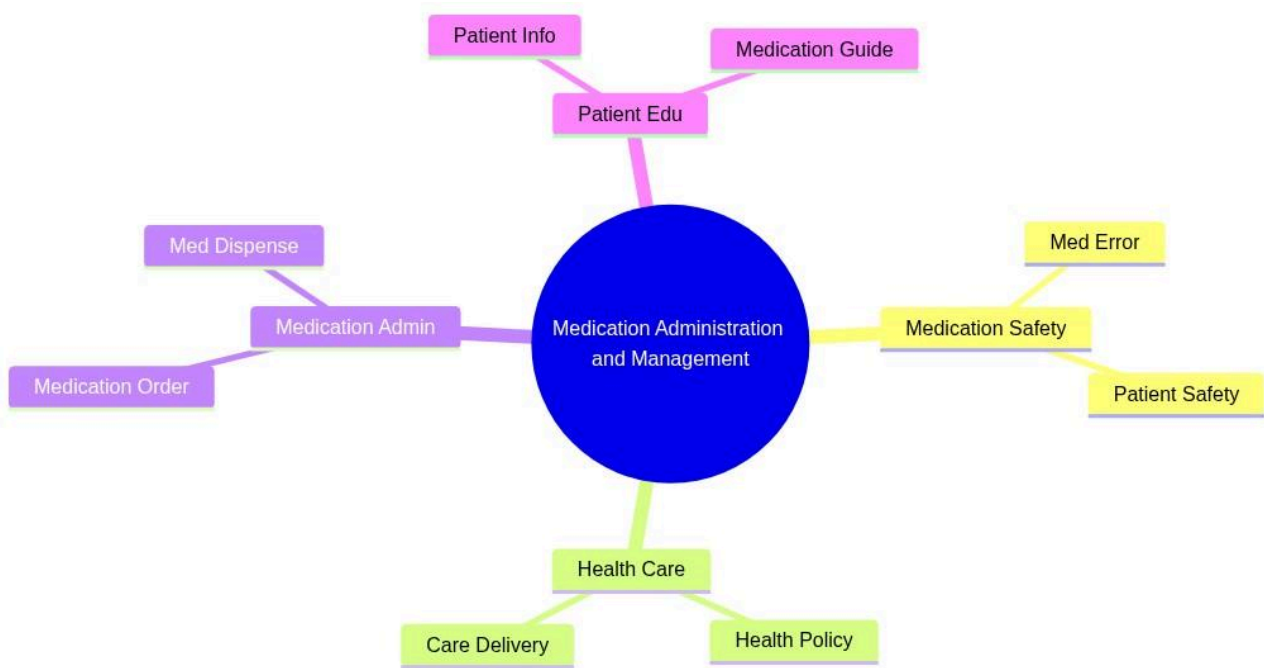 Patient Info
Medication Guide
Patient Edu
Med Dispense
Med Error
Medication Admin
Medication Administration
and Management
Medication Safety
Medication Order
Patient Safety
Health Care
Care Delivery
Health Policy